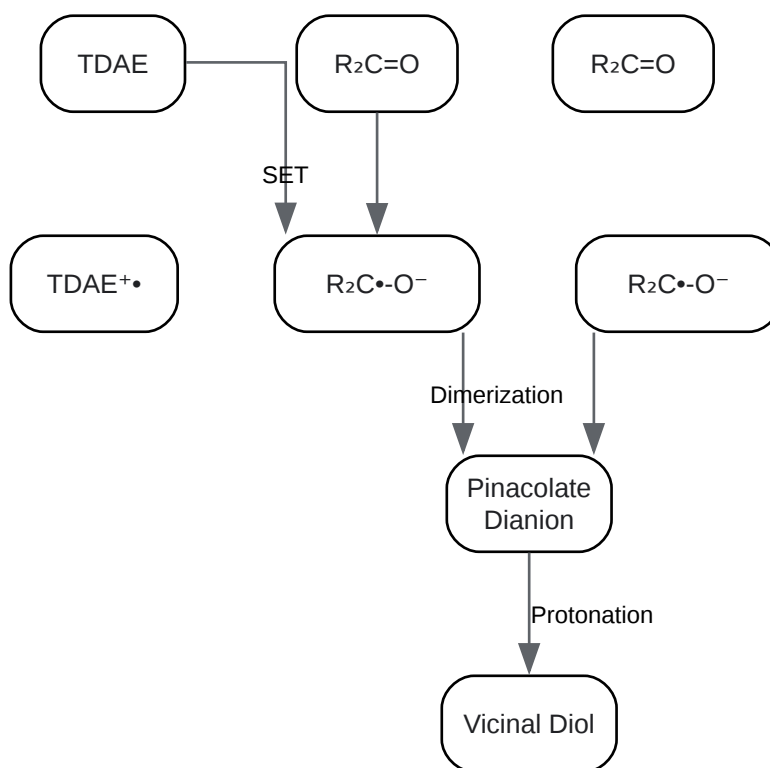 TDAE
R₂C=O
R₂C=O
SET
TDAE⁺•
R₂C•-O⁻
R₂C•-O⁻
Dimerization
Pinacolate
Dianion
Protonation
Vicinal Diol